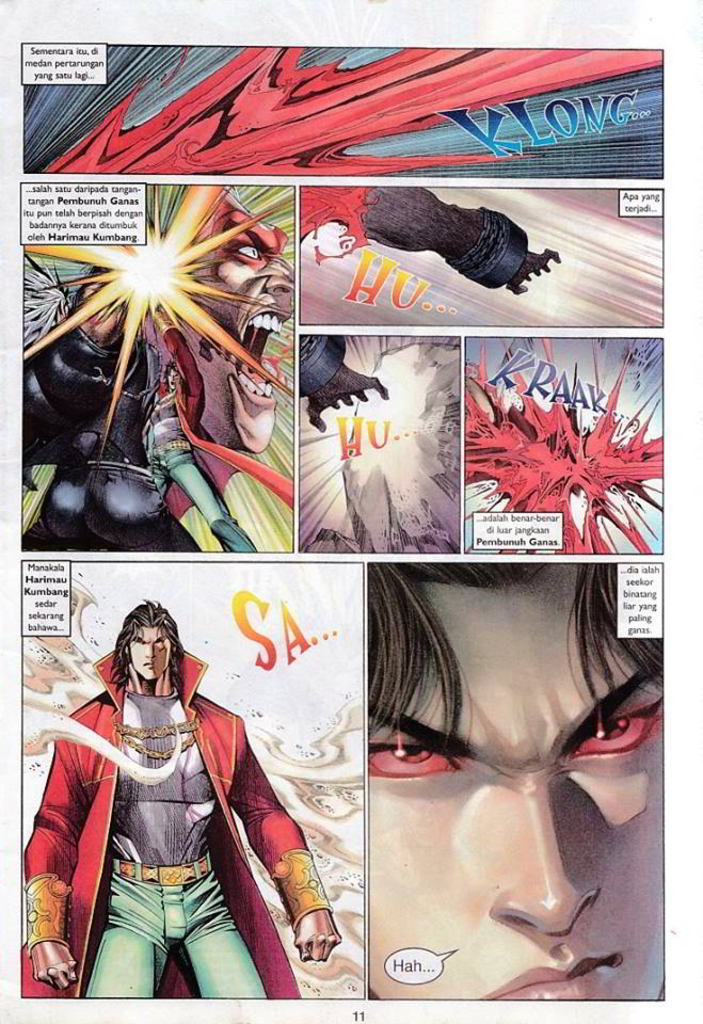 Sementara itu, di
medan pertarungan
yang satu lagi...
KLONG...
...salah satu daripada tangan-
tangan Pembunuh Ganas
itu pun telah berpisah dengan
badannya kerana ditumbuk
oleh Harimau Kumbang.
Apa yang
terjadi...
HU...
HU...
KRAAK...
...adalah benar-benar
di luar jangkaan
Pembunuh Ganas.
Manakala
Harimau
Kumbang
sedar
sekarang
bahawa...
SA...
...dia ialah
seekor
binatang
liar yang
paling
ganas.
Hah...
11